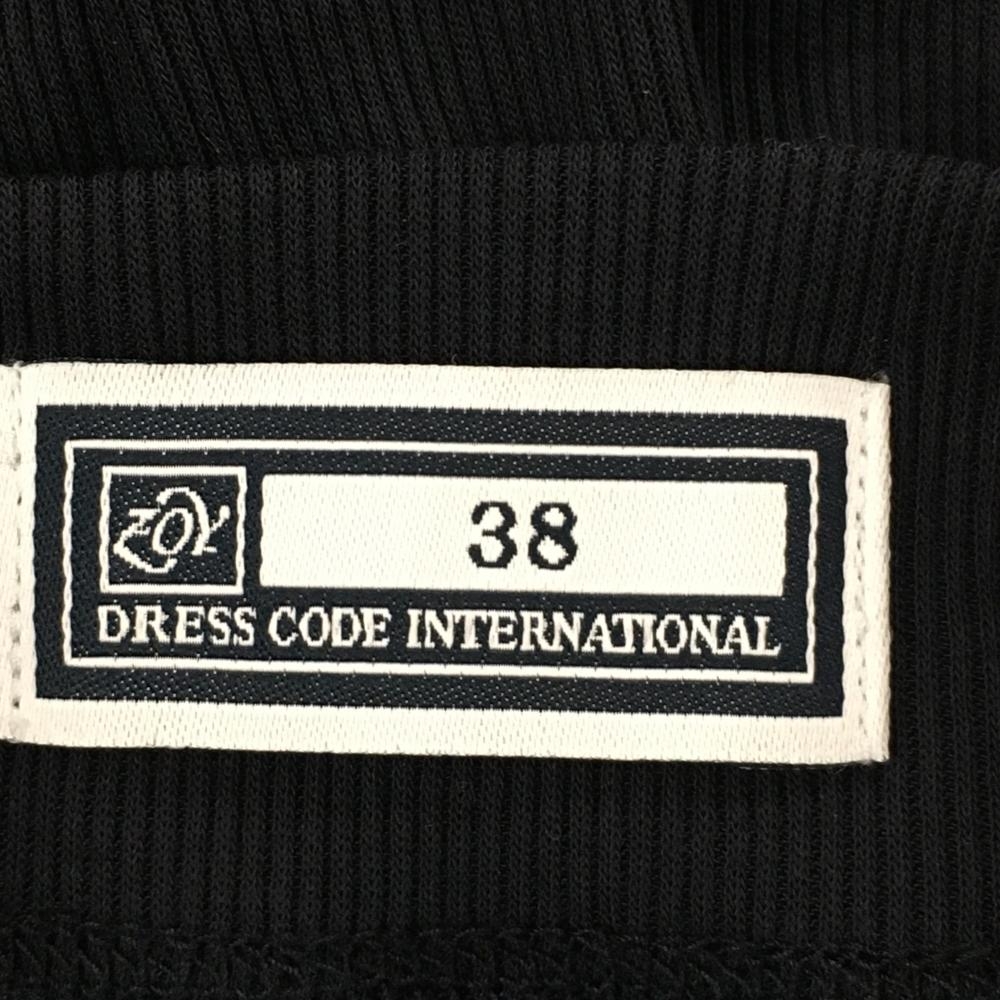 ZOY
38
DRESS CODE INTERNATIONAL